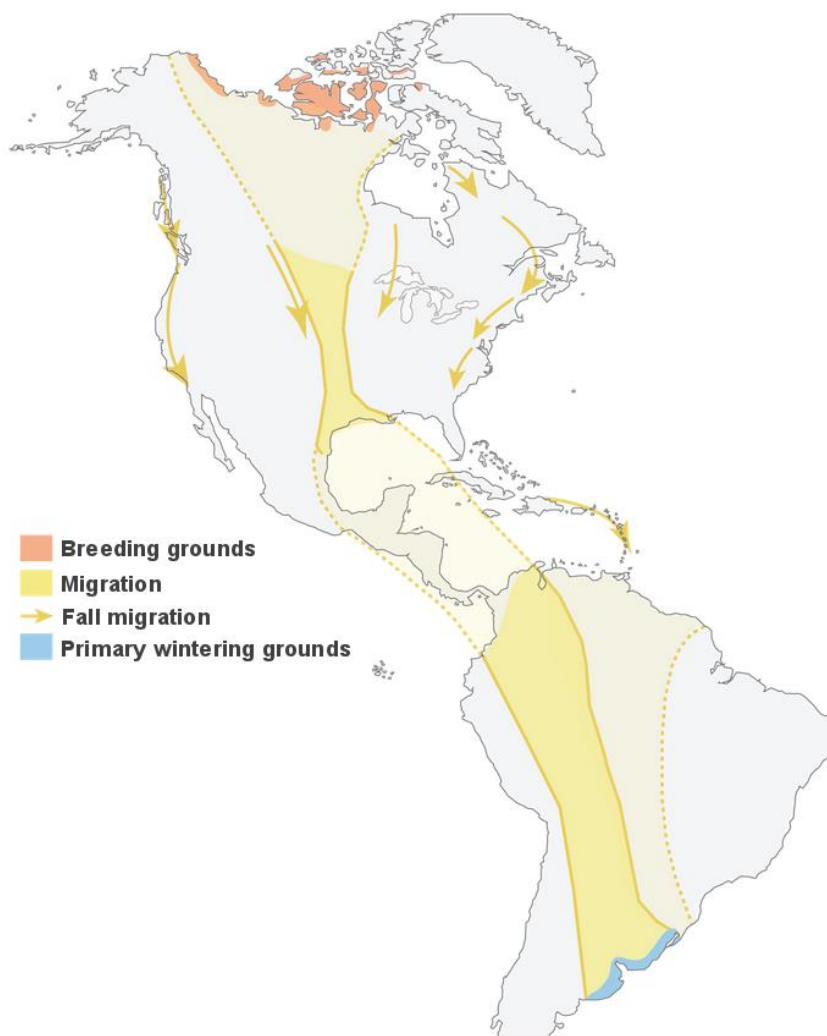 Breeding grounds
Migration
Fall migration
Primary wintering grounds